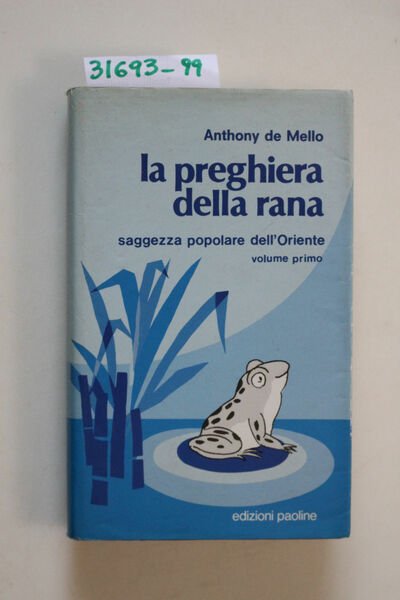 31693-99
Anthony de Mello
la preghiera
della rana
saggezza popolare dell'Oriente
volume primo
edizioni paoline